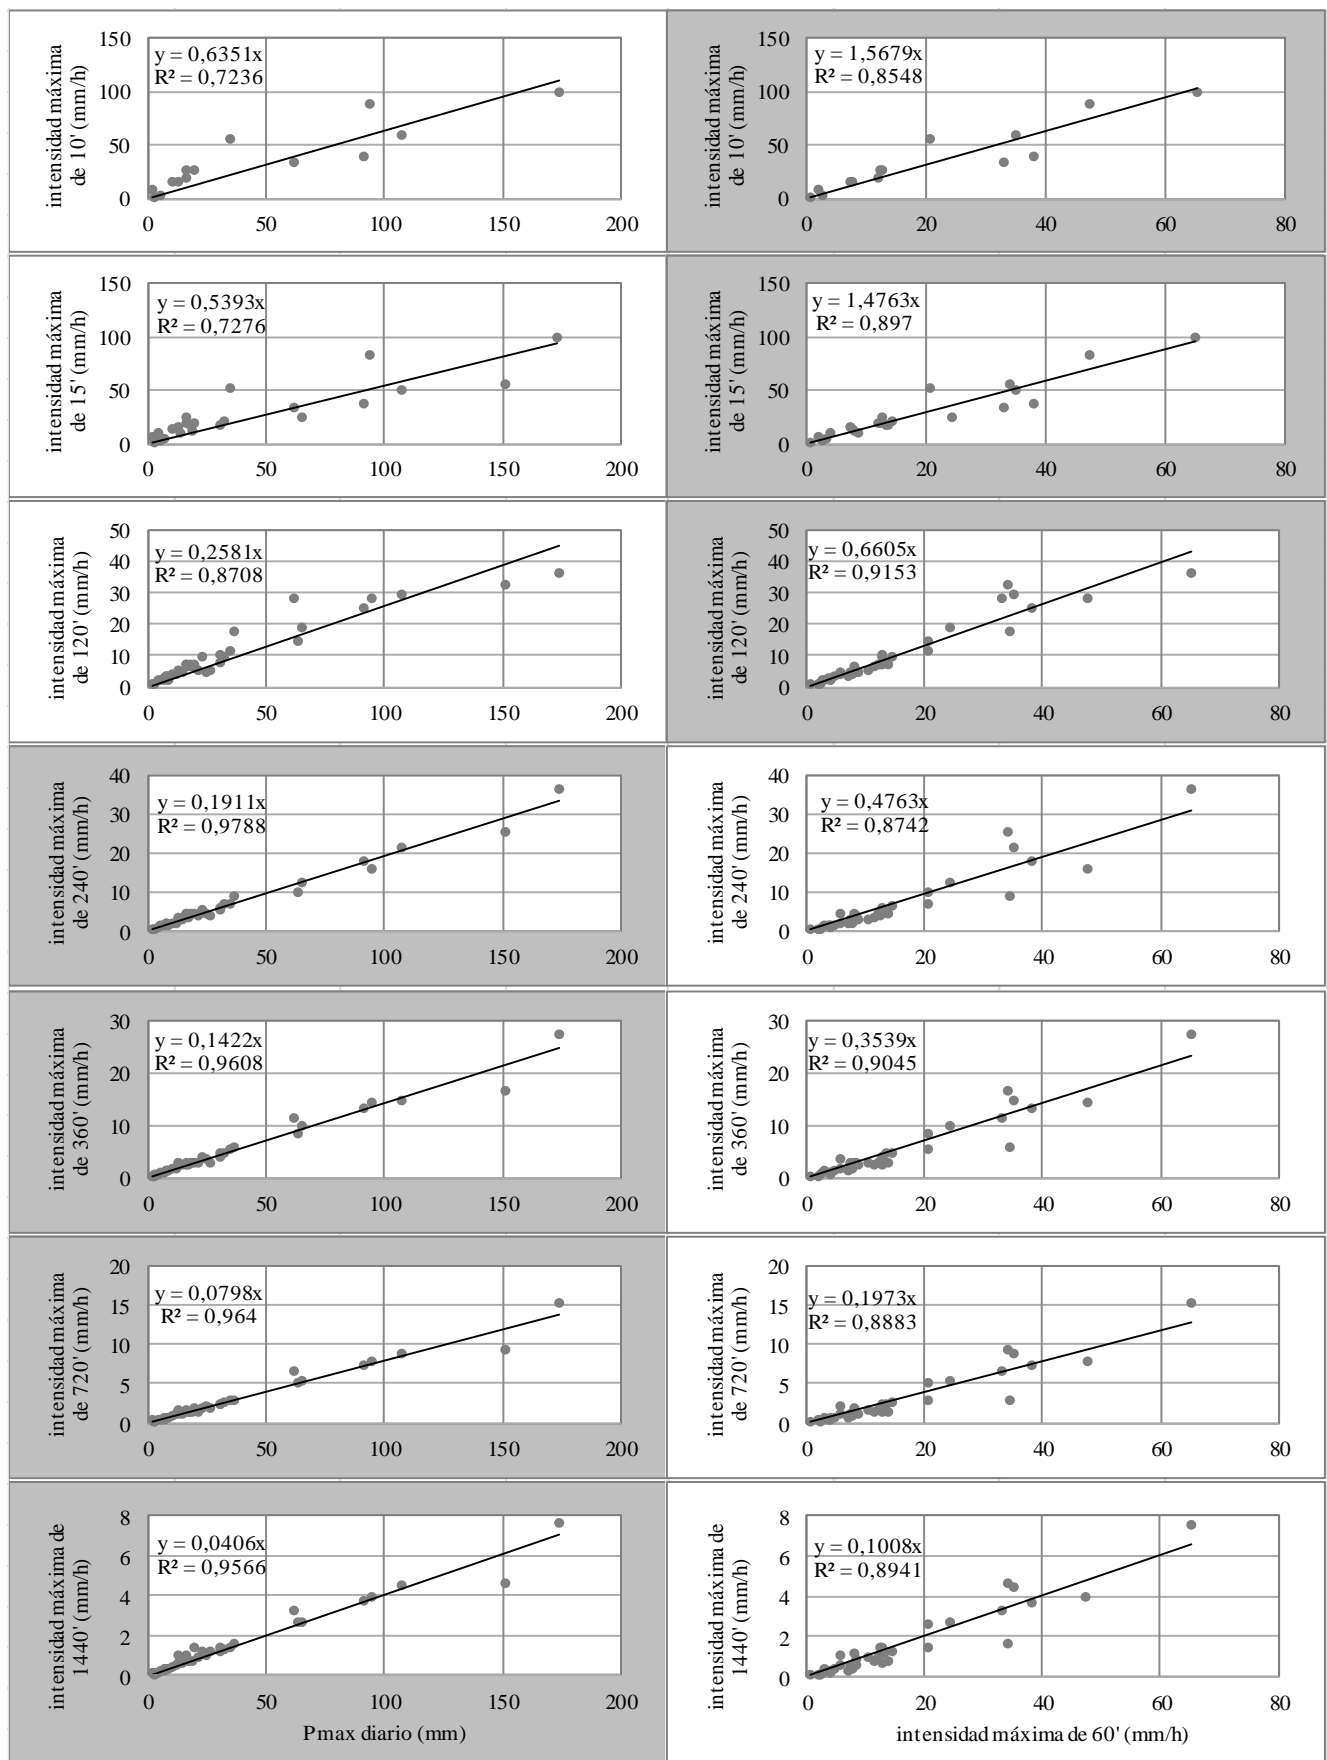 intensidad máxima
de 10' (mm/h)
150
100
50
0
y = 0,6351x
R² = 0,7236
0 50 100 150 200
intensidad máxima
de 10' (mm/h)
150
100
50
0
y = 1,5679x
R² = 0,8548
0 20 40 60 80
intensidad máxima
de 15' (mm/h)
150
100
50
0
y = 0,5393x
R² = 0,7276
0 50 100 150 200
intensidad máxima
de 15' (mm/h)
150
100
50
0
y = 1,4763x
R² = 0,897
0 20 40 60 80
intensidad máxima
de 120' (mm/h)
50
40
30
20
10
0
y = 0,2581x
R² = 0,8708
0 50 100 150 200
intensidad máxima
de 120' (mm/h)
50
40
30
20
10
0
y = 0,6605x
R² = 0,9153
0 20 40 60 80
intensidad máxima
de 240' (mm/h)
40
30
20
10
0
y = 0,1911x
R² = 0,9788
0 50 100 150 200
intensidad máxima
de 240' (mm/h)
40
30
20
10
0
y = 0,4763x
R² = 0,8742
0 20 40 60 80
intensidad máxima
de 360' (mm/h)
30
20
10
0
y = 0,1422x
R² = 0,9608
0 50 100 150 200
intensidad máxima
de 360' (mm/h)
30
20
10
0
y = 0,3539x
R² = 0,9045
0 20 40 60 80
intensidad máxima
de 720' (mm/h)
20
15
10
5
0
y = 0,0798x
R² = 0,964
0 50 100 150 200
intensidad máxima
de 720' (mm/h)
20
15
10
5
0
y = 0,1973x
R² = 0,8883
0 20 40 60 80
intensidad máxima de
1440' (mm/h)
8
6
4
2
0
y = 0,0406x
R² = 0,9566
0 50 100 150 200
Pmax diario (mm)
intensidad máxima de
1440' (mm/h)
8
6
4
2
0
y = 0,1008x
R² = 0,8941
0 20 40 60 80
intensidad máxima de 60' (mm/h)